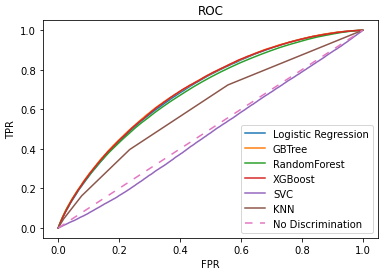 ROC
1.0
0.8
0.6
0.4
0.2
0.0
TPR
Logistic Regression
GBTree
RandomForest
XGBoost
SVC
KNN
No Discrimination
0.0 0.2 0.4 0.6 0.8 1.0
FPR